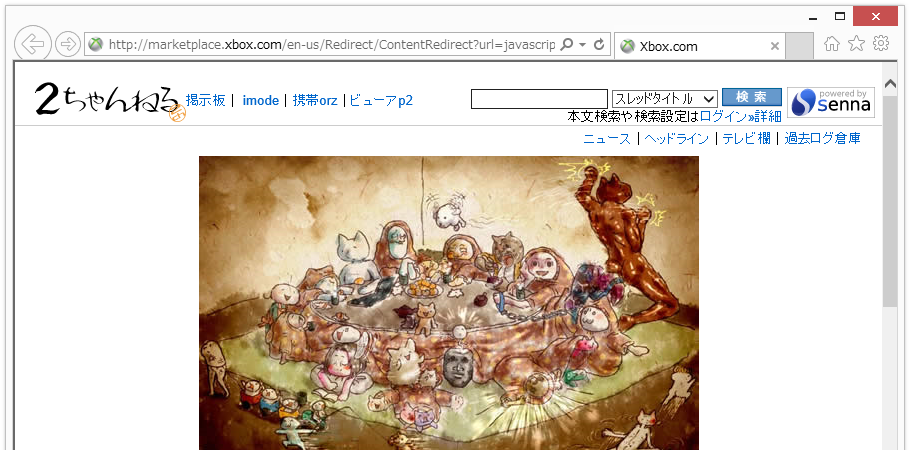 http://marketplace.xbox.com/en-us/Redirect/ContentRedirect?url=javascrip
Xbox.com
2ちゃんねる
掲示板 | imode | 携帯orz | ビューアp2
スレッドタイトル
検索
powered by
senna
本文検索や検索設定はログイン»詳細
ニュース | ヘッドライン | テレビ欄 | 過去ログ倉庫